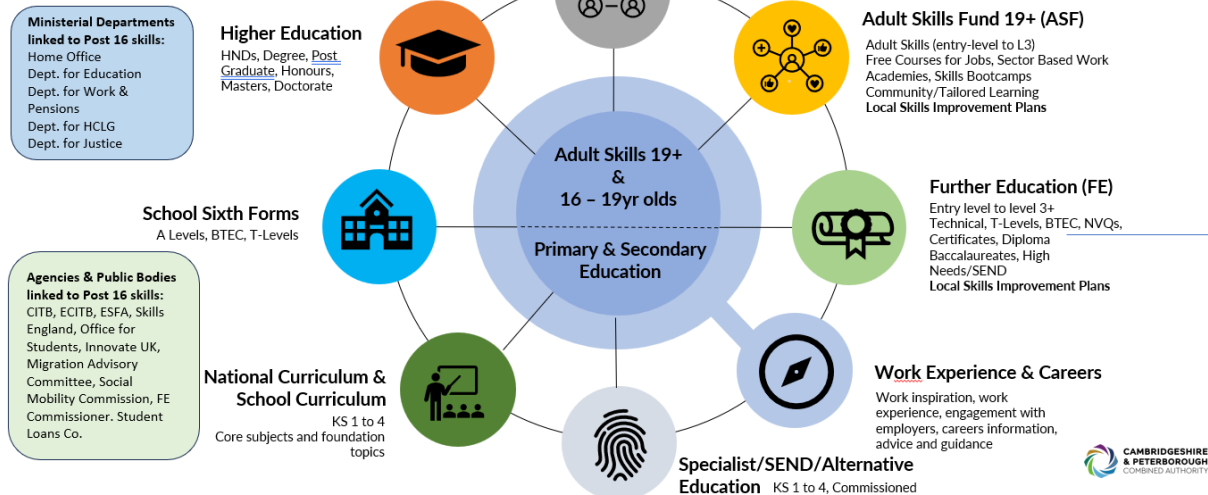 Ministerial Departments
linked to Post 16 skills:
Home Office
Dept. for Education
Dept. for Work &
Pensions
Dept. for HCLG
Dept. for Justice
Higher Education
HNDs, Degree, Post
Graduate, Honours,
Masters, Doctorate
Adult Skills Fund 19+ (ASF)
Adult Skills (entry-level to L3)
Free Courses for Jobs, Sector Based Work
Academies, Skills Bootcamps
Community/Tailored Learning
Local Skills Improvement Plans
Adult Skills 19+
&
16 – 19yr olds
Primary & Secondary
Education
School Sixth Forms
A Levels, BTEC, T-Levels
Further Education (FE)
Entry level to level 3+
Technical, T-Levels, BTEC, NVQs,
Certificates, Diploma
Baccalaureates, High
Needs/SEND
Local Skills Improvement Plans
Agencies & Public Bodies
linked to Post 16 skills:
CITB, ECITB, ESFA, Skills
England, Office for
Students, Innovate UK,
Migration Advisory
Committee, Social
Mobility Commission, FE
Commissioner. Student
Loans Co.
National Curriculum &
School Curriculum
KS 1 to 4
Core subjects and foundation
topics
Work Experience & Careers
Work inspiration, work
experience, engagement with
employers, careers information,
advice and guidance
Specialist/SEND/Alternative
Education KS 1 to 4, Commissioned
CAMBRIDGESHIRE
& PETERBOROUGH
COMBINED AUTHORITY